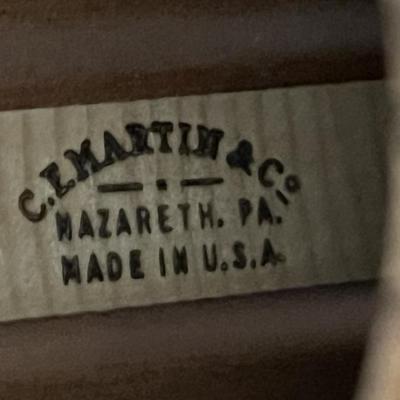 C.F. MARTIN & Co
NAZARETH. PA.
MADE IN U.S.A.